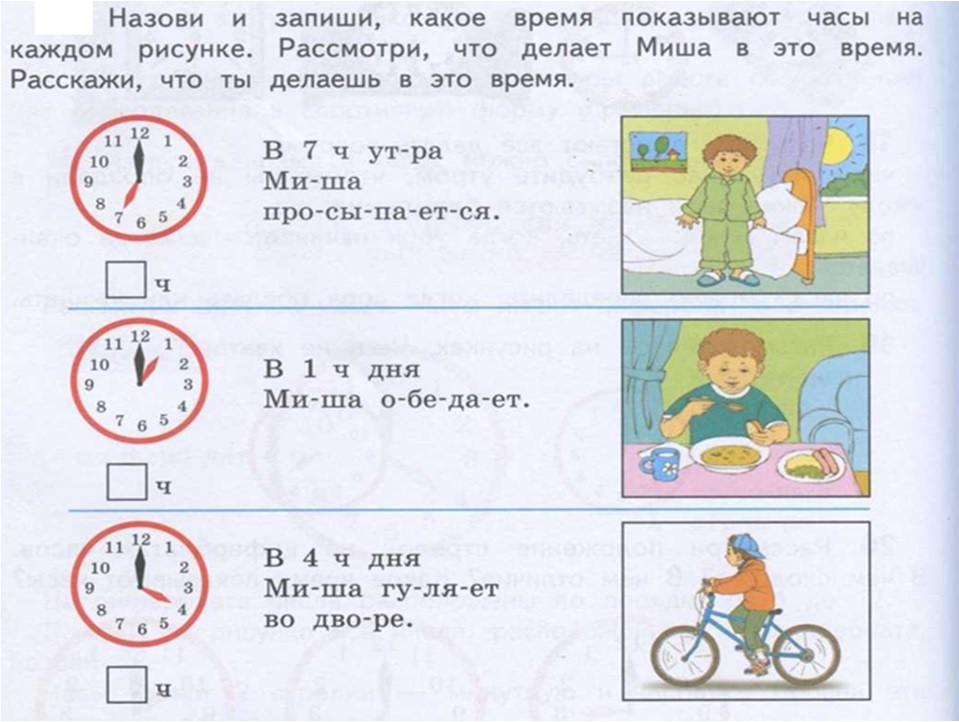 Назови и запиши, какое время показывают часы на
каждом рисунке. Рассмотри, что делает Миша в это время.
Расскажи, что ты делаешь в это время.
11 12 1
10 2
9 3
8 4
7 6 5
ч
В 7 ч ут-ра
Ми-ша
про-сы-па-ет-ся.
11 12 1
10 2
9 3
8 4
7 6 5
ч
В 1 ч дня
Ми-ша о-бе-да-ет.
11 12 1
10 2
9 3
8 4
7 6 5
ч
В 4 ч дня
Ми-ша гу-ля-ет
во дво-ре.